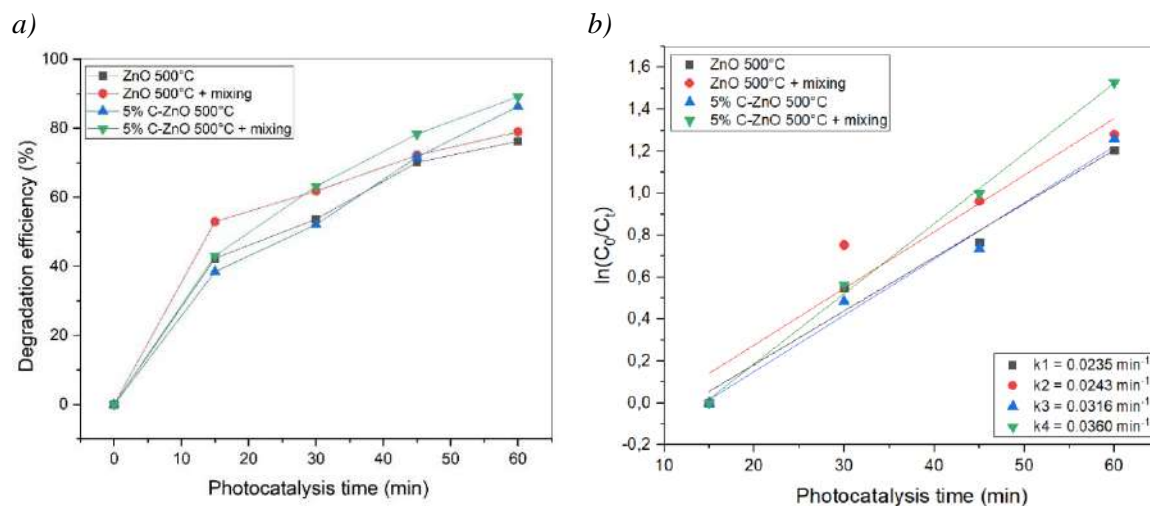 a)
100
80
60
40
20
0
Degradation efficiency (%)
ZnO 500°C
ZnO 500°C + mixing
5% C-ZnO 500°C
5% C-ZnO 500°C + mixing
0 10 20 30 40 50 60
Photocatalysis time (min)
b)
1,6
1,4
1,2
1,0
0,8
0,6
0,4
0,2
0,0
-0,2
ln(C₀/Cₜ)
ZnO 500°C
ZnO 500°C + mixing
5% C-ZnO 500°C
5% C-ZnO 500°C + mixing
k1 = 0.0235 min⁻¹
k2 = 0.0243 min⁻¹
k3 = 0.0316 min⁻¹
k4 = 0.0360 min⁻¹
10 20 30 40 50 60
Photocatalysis time (min)